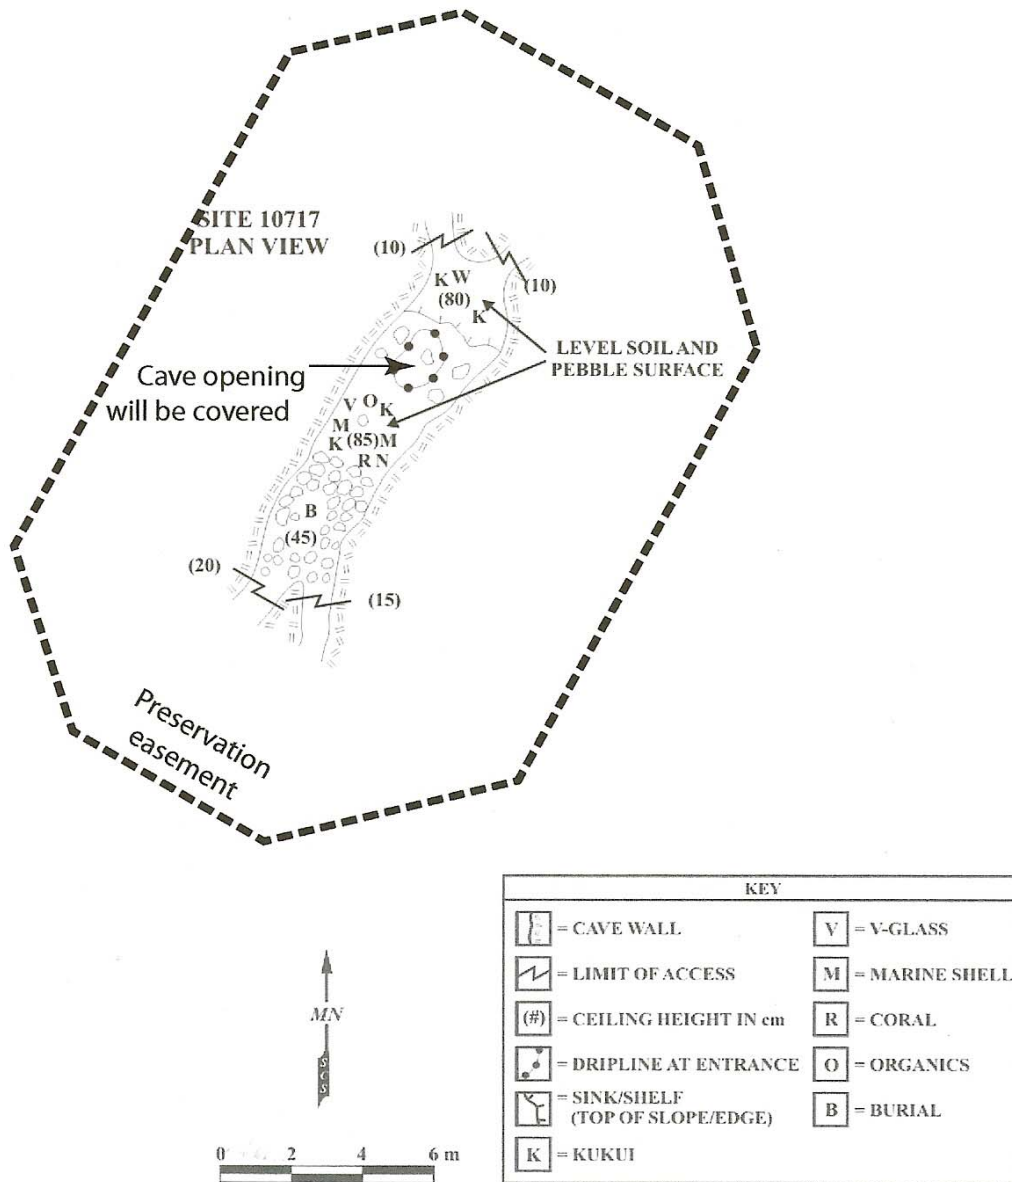 SITE 10717
PLAN VIEW
(10)
(10)
K W
(80)
K
LEVEL SOIL AND
PEBBLE SURFACE
Cave opening
will be covered
V O K
M
K (85) M
R N
B
(45)
(20)
(15)
Preservation
easement
MN
SCS
0 2 4 6 m
KEY
= CAVE WALL
= LIMIT OF ACCESS
(#) = CEILING HEIGHT IN cm
= DRIPLINE AT ENTRANCE
= SINK/SHELF
(TOP OF SLOPE/EDGE)
K = KUKUI
V = V-GLASS
M = MARINE SHELL
R = CORAL
O = ORGANICS
B = BURIAL